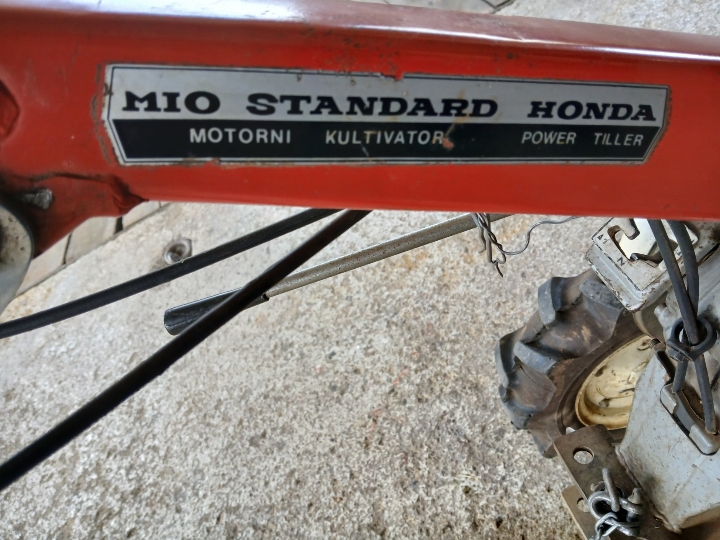 MIO STANDARD HONDA
MOTORNI KULTIVATOR POWER TILLER